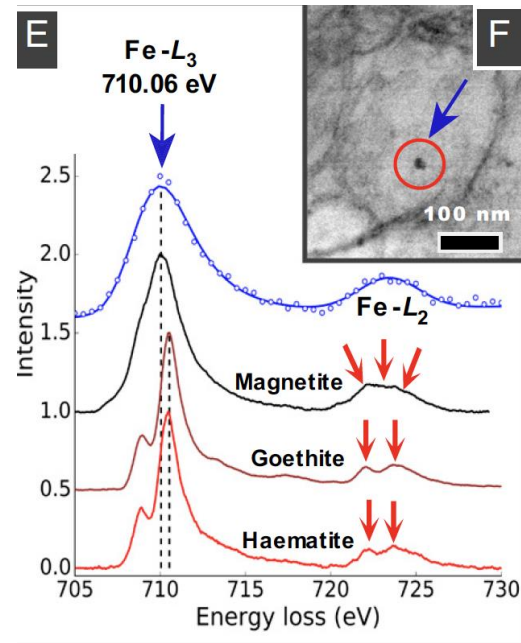 E
F
Fe-L3
710.06 eV
100 nm
2.5
2.0
1.5
1.0
0.5
0.0
Intensity
Fe-L2
Magnetite
Goethite
Haematite
705 710 715 720 725 730
Energy loss (eV)